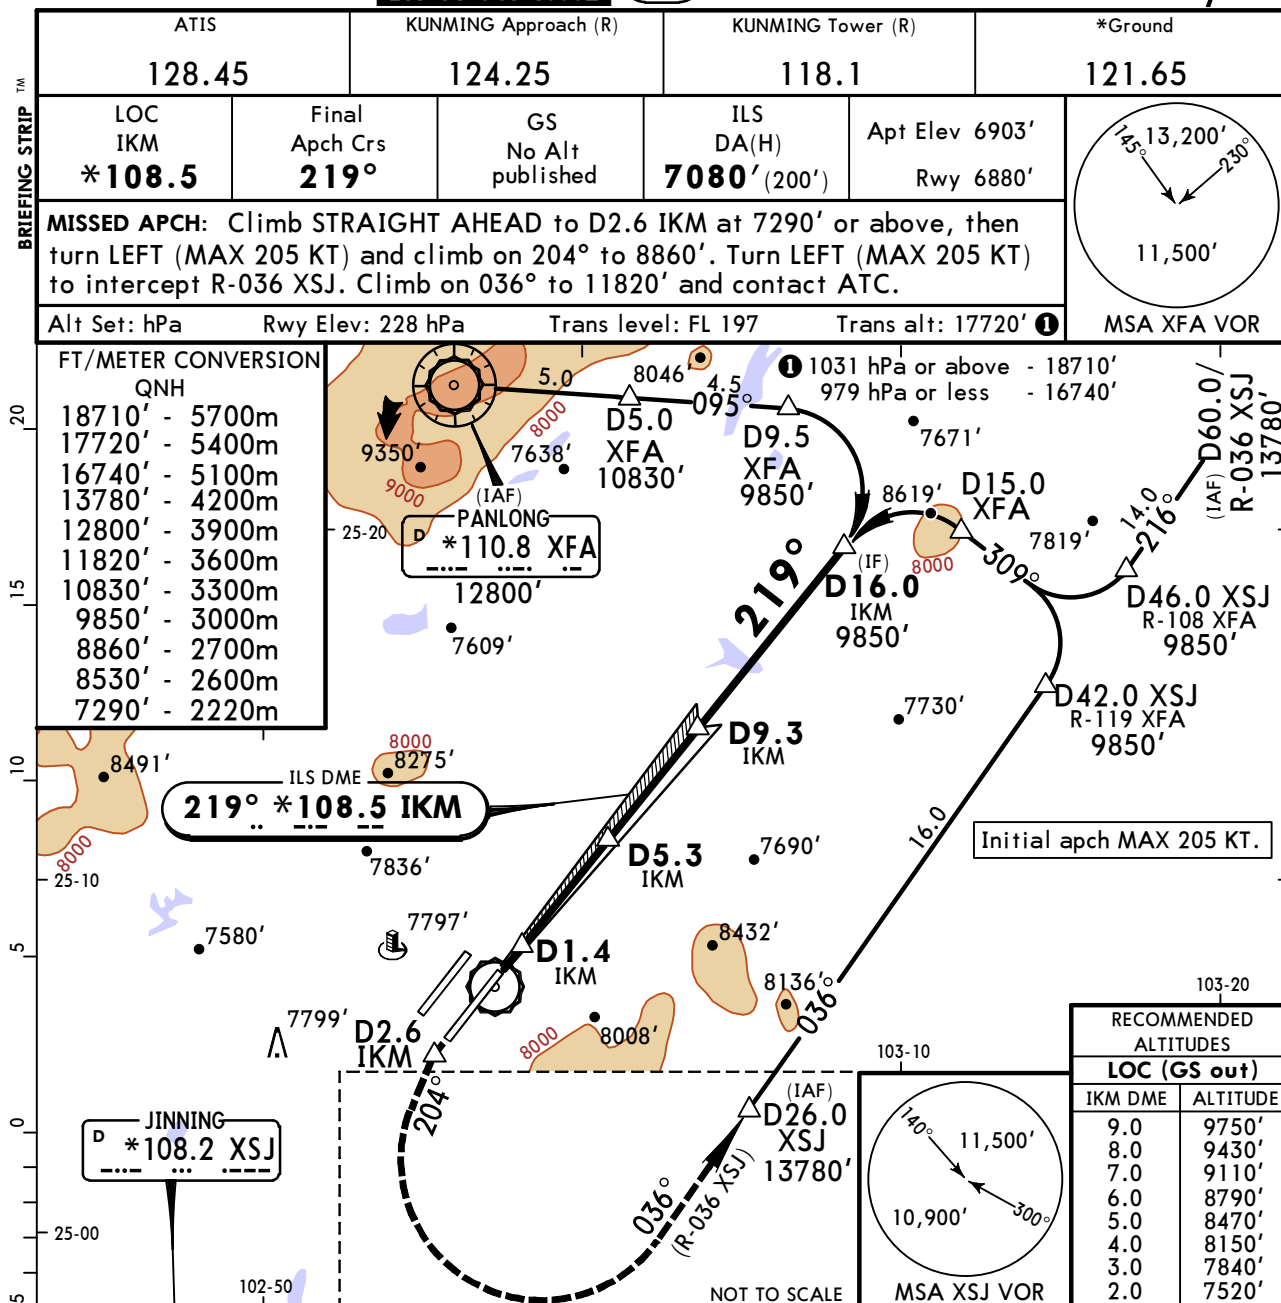 ATIS
128.45
KUNMING Approach (R)
124.25
KUNMING Tower (R)
118.1
*Ground
121.65
BRIEFING STRIP TM
LOC
IKM
*108.5
Final
Apch Crs
219°
GS
No Alt
published
ILS
DA(H)
7080' (200')
Apt Elev 6903'
Rwy 6880'
MISSED APCH: Climb STRAIGHT AHEAD to D2.6 IKM at 7290' or above, then
turn LEFT (MAX 205 KT) and climb on 204° to 8860'. Turn LEFT (MAX 205 KT)
to intercept R-036 XSJ. Climb on 036° to 11820' and contact ATC.
Alt Set: hPa Rwy Elev: 228 hPa Trans level: FL 197 Trans alt: 17720' 1
145°
13,200'
230°
11,500'
MSA XFA VOR
FT/METER CONVERSION
QNH
18710' - 5700m
17720' - 5400m
16740' - 5100m
13780' - 4200m
12800' - 3900m
11820' - 3600m
10830' - 3300m
9850' - 3000m
8860' - 2700m
8530' - 2600m
7290' - 2220m
1 1031 hPa or above - 18710'
979 hPa or less - 16740'
5.0
8046'
4.5
095°
8000
D5.0
XFA
10830'
D9.5
XFA
9850'
7671'
9350'
7638'
9000
(IAF)
PANLONG
D *110.8 XFA
12800'
25-20
8619'
D15.0
XFA
8000
309°
7819'
14.0
216°
(IAF) D60.0/
R-036 XSJ
13780'
219°
(IF)
D16.0
IKM
9850'
D46.0 XSJ
R-108 XFA
9850'
7609'
D42.0 XSJ
R-119 XFA
9850'
7730'
D9.3
IKM
8491'
8000
8000
8275'
ILS DME
219° *108.5 IKM
16.0
Initial apch MAX 205 KT.
7836'
D5.3
IKM
7690'
25-10
7580'
7797'
D1.4
IKM
8432'
8136'
036°
103-20
7799'
D2.6
IKM
8000
8008'
103-10
204°
JINNING
D *108.2 XSJ
(IAF)
D26.0
XSJ
13780'
036°
(R-036 XSJ)
25-00
102-50
NOT TO SCALE
140°
11,500'
10,900'
300°
MSA XSJ VOR
RECOMMENDED
ALTITUDES
LOC (GS out)
IKM DME ALTITUDE
9.0 9750'
8.0 9430'
7.0 9110'
6.0 8790'
5.0 8470'
4.0 8150'
3.0 7840'
2.0 7520'
20
15
10
5
0
5